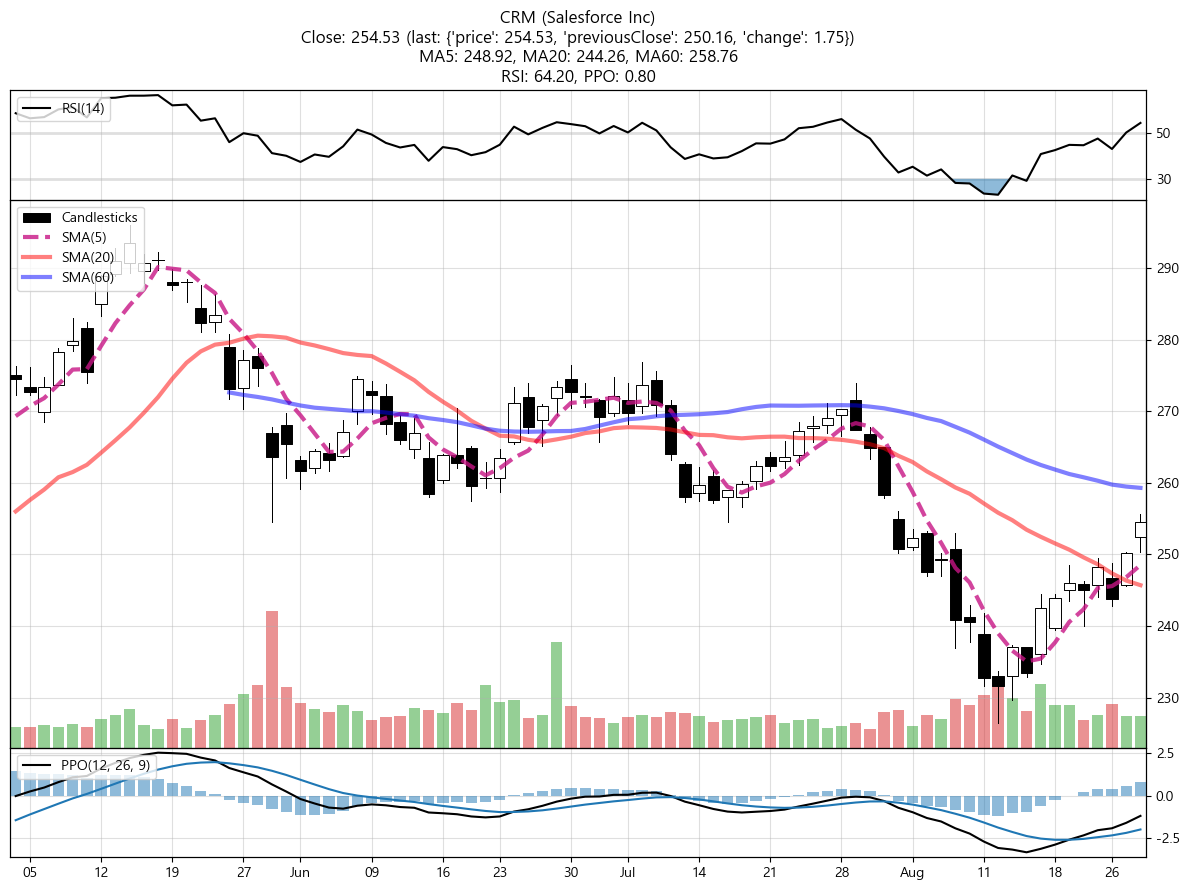 CRM (Salesforce Inc)
Close: 254.53 (last: {'price': 254.53, 'previousClose': 250.16, 'change': 1.75})
MA5: 248.92, MA20: 244.26, MA60: 258.76
RSI: 64.20, PPO: 0.80
RSI(14)
50
30
Candlesticks
SMA(5)
SMA(20)
SMA(60)
290
280
270
260
250
240
230
PPO(12, 26, 9)
2.5
0.0
-2.5
05 12 19 27 Jun 09 16 23 30 Jul 14 21 28 Aug 11 18 26